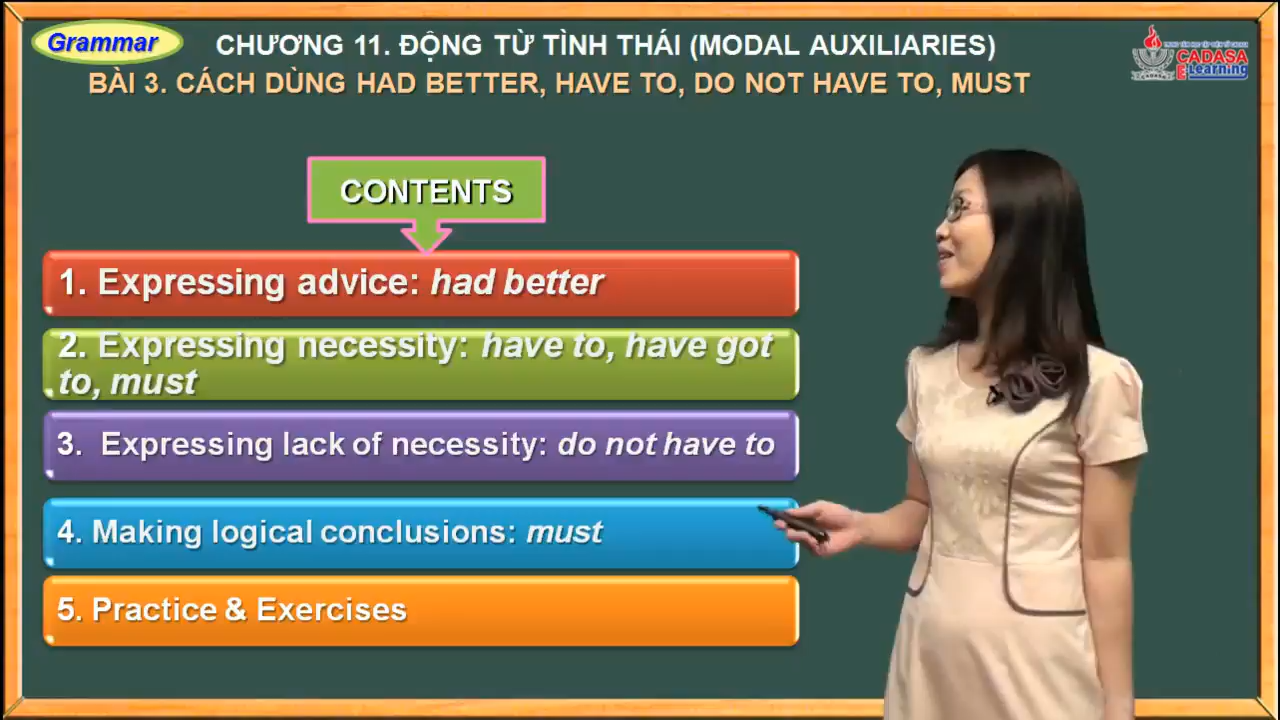 Grammar
CHƯƠNG 11. ĐỘNG TỪ TÌNH THÁI (MODAL AUXILIARIES)
BÀI 3. CÁCH DÙNG HAD BETTER, HAVE TO, DO NOT HAVE TO, MUST
CADASA
E-Learning
CONTENTS
1. Expressing advice: had better
2. Expressing necessity: have to, have got
to, must
3. Expressing lack of necessity: do not have to
4. Making logical conclusions: must
5. Practice & Exercises